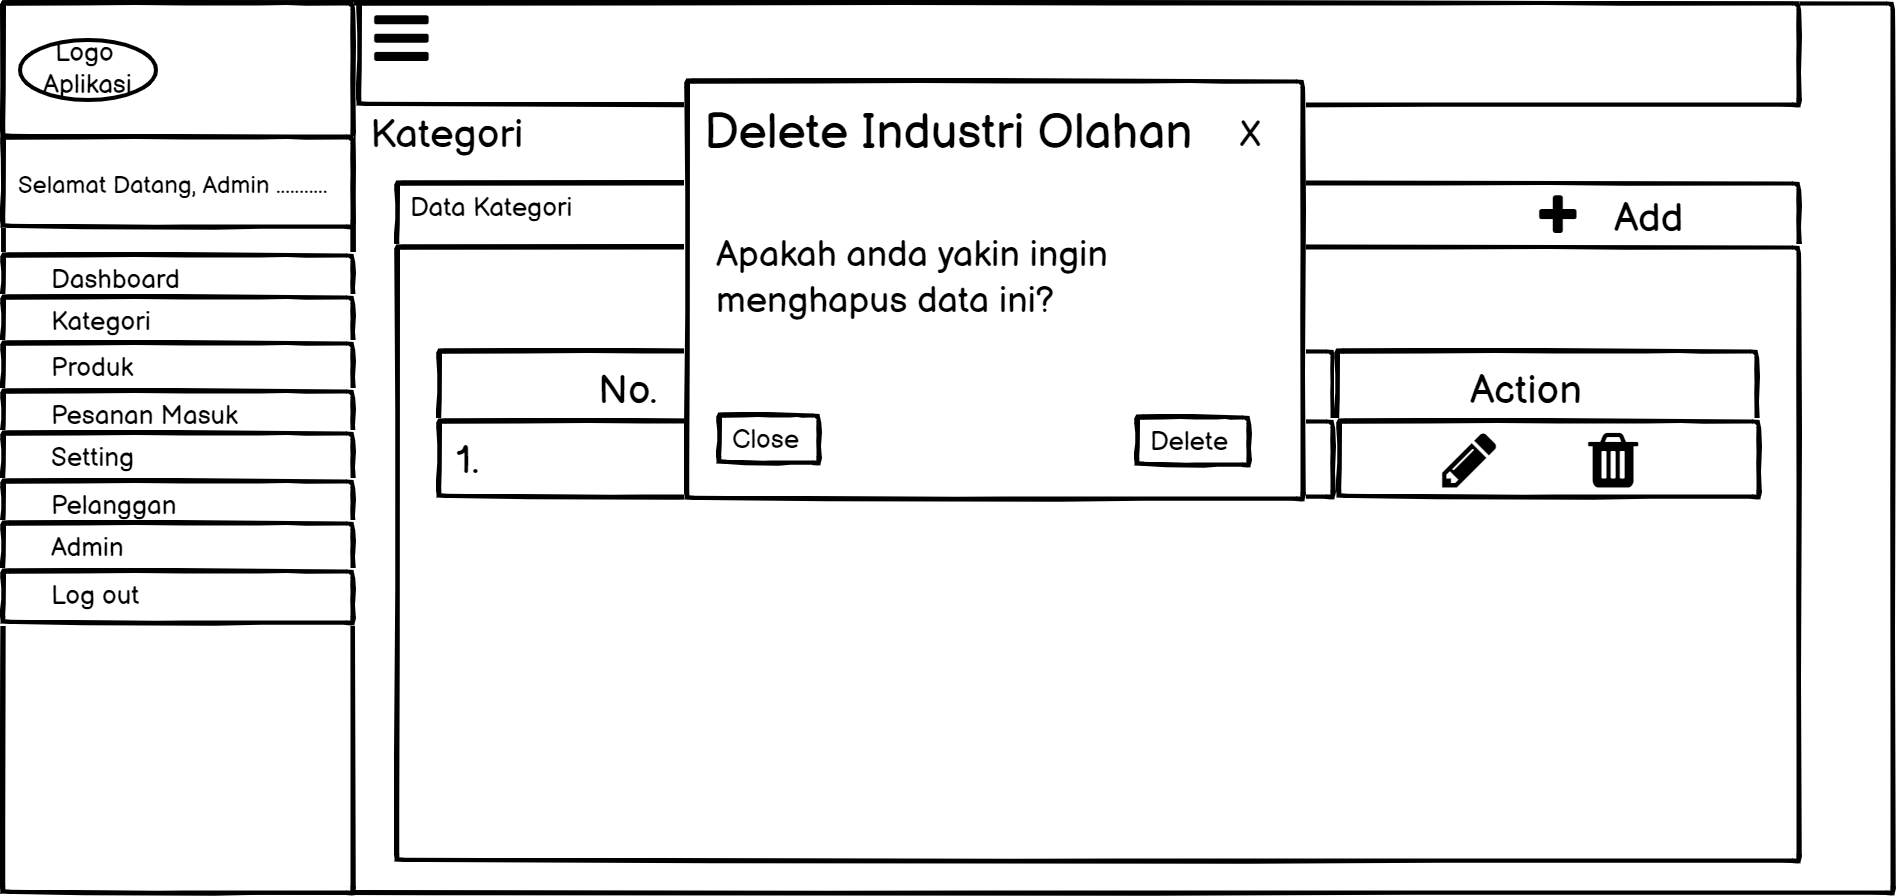 Logo
Aplikasi
Selamat Datang, Admin ...........
Dashboard
Kategori
Produk
Pesanan Masuk
Setting
Pelanggan
Admin
Log out
Kategori
Data Kategori
Add
No.
Action
1.
Delete Industri Olahan X
Apakah anda yakin ingin
menghapus data ini?
Close
Delete